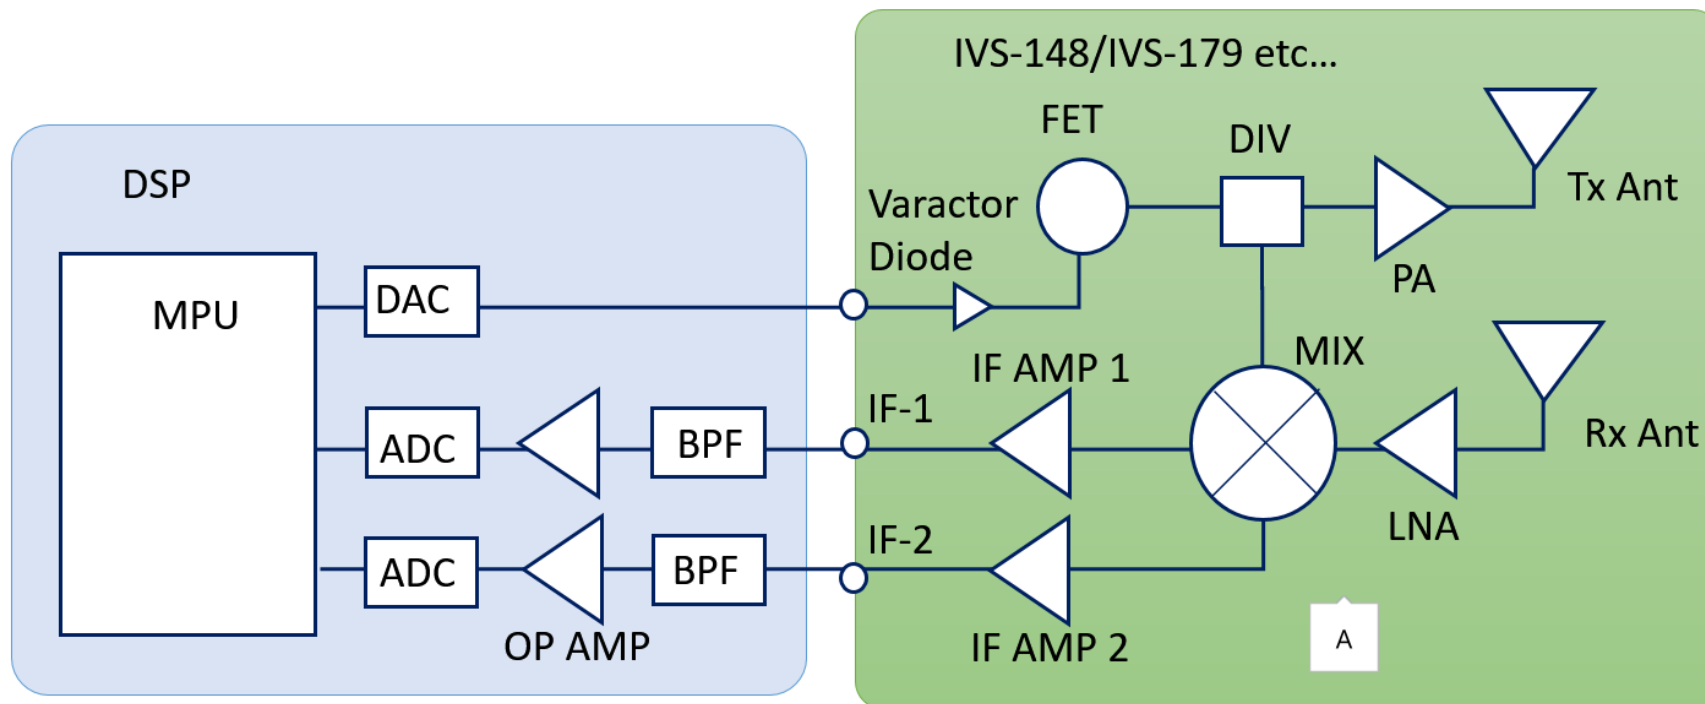 IVS-148/IVS-179 etc...
FET
DIV
DSP
Varactor
Diode
Tx Ant
PA
MPU
DAC
MIX
IF AMP 1
IF-1
ADC
BPF
Rx Ant
LNA
IF-2
ADC
BPF
OP AMP
IF AMP 2
A